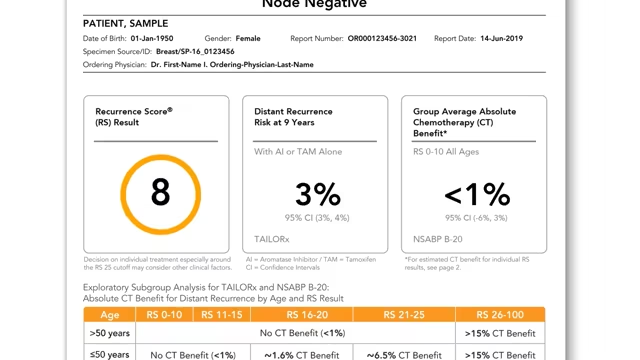 Node Negative
PATIENT, SAMPLE
Date of Birth: 01-Jan-1950 Gender: Female Report Number: OR000123456-3021 Report Date: 14-Jun-2019
Specimen Source/ID: Breast/SP-16_0123456
Ordering Physician: Dr. First-Name I. Ordering-Physician-Last-Name
Recurrence Score®
(RS) Result
8
Decision on individual treatment especially around
the RS 25 cutoff may consider other clinical factors.
Distant Recurrence
Risk at 9 Years
With AI or TAM Alone
3%
95% CI (3%, 4%)
TAILORx
AI = Aromatase Inhibitor / TAM = Tamoxifen
CI = Confidence Intervals
Group Average Absolute
Chemotherapy (CT)
Benefit*
RS 0-10 All Ages
<1%
95% CI (-6%, 3%)
NSABP B-20
*For estimated CT benefit for individual RS
results, see page 2.
Exploratory Subgroup Analysis for TAILORx and NSABP B-20:
Absolute CT Benefit for Distant Recurrence by Age and RS Result
Age RS 0-10 RS 11-15 RS 16-20 RS 21-25 RS 26-100
>50 years No CT Benefit (<1%) >15% CT Benefit
≤50 years No CT Benefit (<1%) ~1.6% CT Benefit ~6.5% CT Benefit >15% CT Benefit